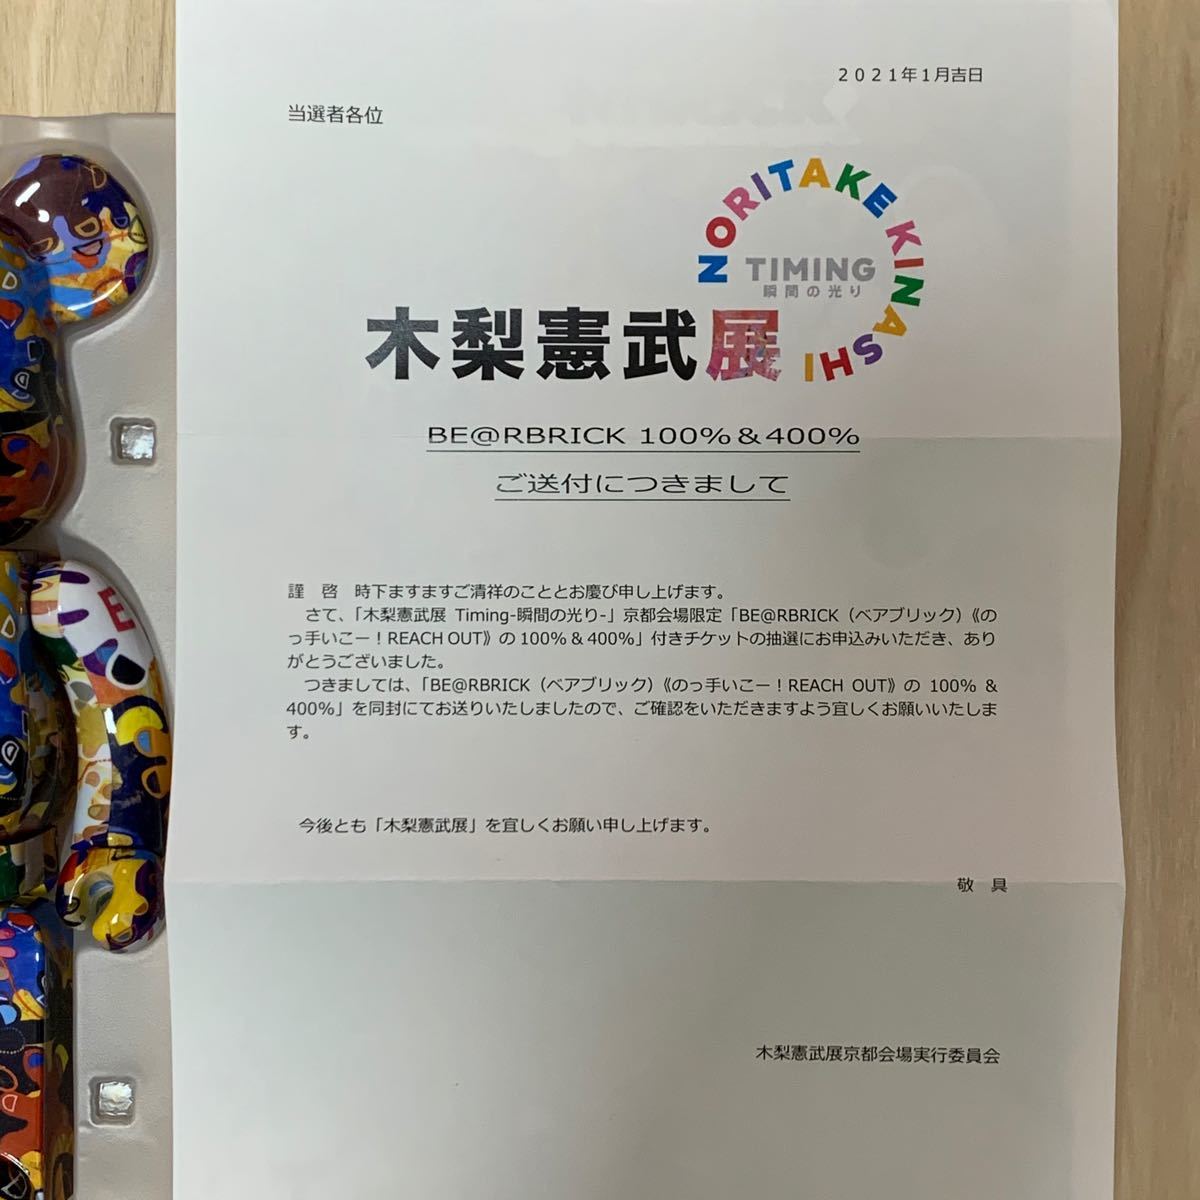 2021年1月吉日
当選者各位
NORITAKE KINASHI
TIMING
瞬間の光り
木梨憲武展
BE@RBRICK 100%&400%
ご送付につきまして
謹 啓 時下ますますご清祥のこととお慶び申し上げます。
さて、「木梨憲武展 Timing-瞬間の光り-」京都会場限定「BE@RBRICK（ベアブリック）《の
っ手いこー！REACH OUT》の100%&400%」付きチケットの抽選にお申込みいただき、あり
がとうございました。
つきましては、「BE@RBRICK（ベアブリック）《のっ手いこー！REACH OUT》の 100% &
400%」を同封にてお送りいたしましたので、ご確認をいただきますよう宜しくお願いいたしま
す。
今後とも「木梨憲武展」を宜しくお願い申し上げます。
敬 具
木梨憲武展京都会場実行委員会
E